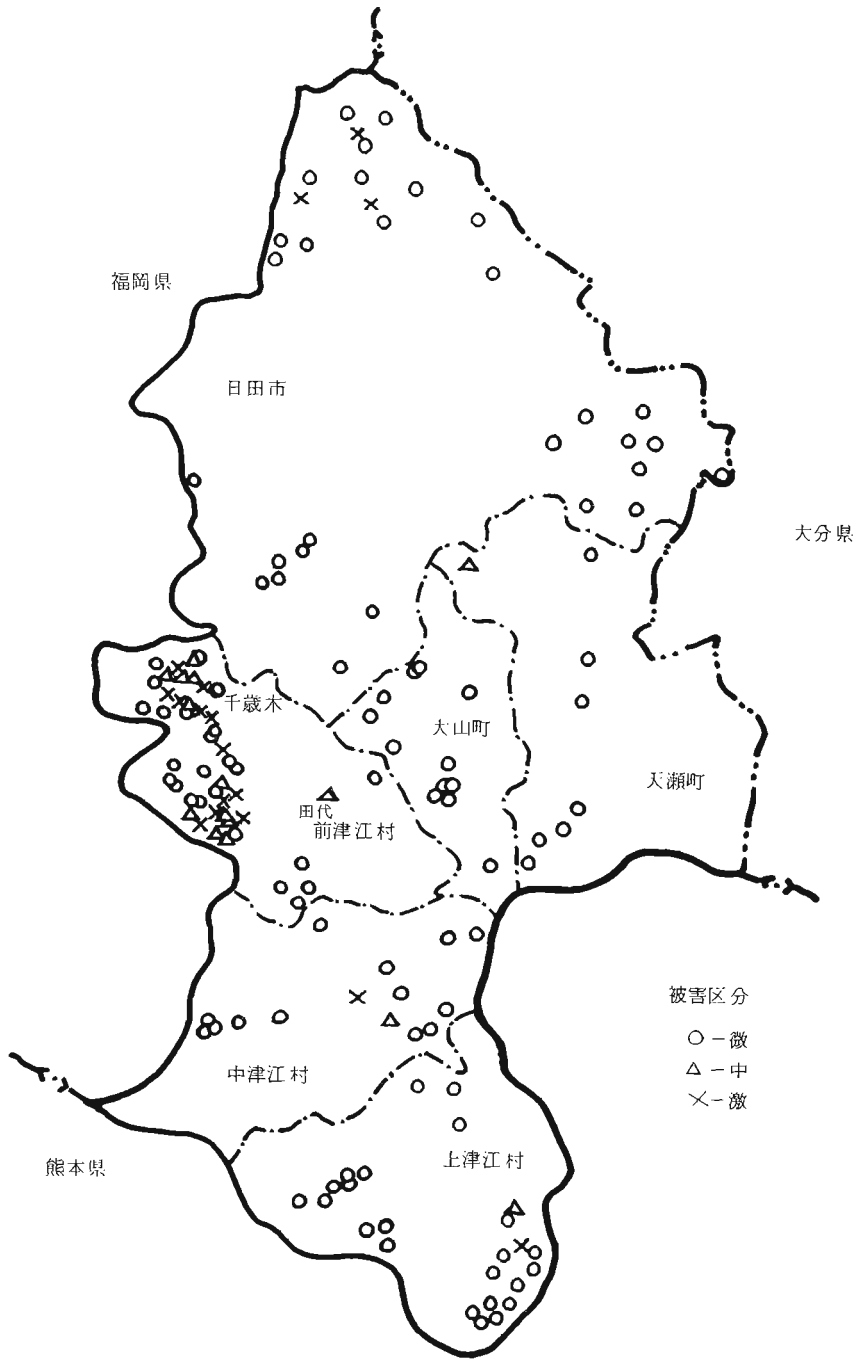 福岡県
日田市
大分県
千歳木
大山町
天瀬町
田代
前津江村
被害区分
○－微
△－中
×－激
中津江村
上津江村
熊本県